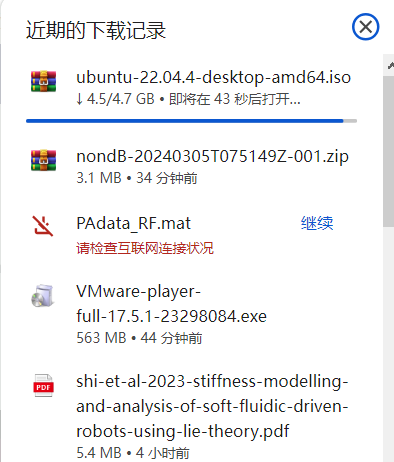 近期的下载记录
ubuntu-22.04.4-desktop-amd64.iso
↓ 4.5/4.7 GB • 即将在 43 秒后打开...
nondB-20240305T075149Z-001.zip
3.1 MB • 34 分钟前
PAdata_RF.mat 继续
请检查互联网连接状况
VMware-player-
full-17.5.1-23298084.exe
563 MB • 44 分钟前
PDF
shi-et-al-2023-stiffness-modelling-
and-analysis-of-soft-fluidic-driven-
robots-using-lie-theory.pdf
5.4 MB • 4 小时前